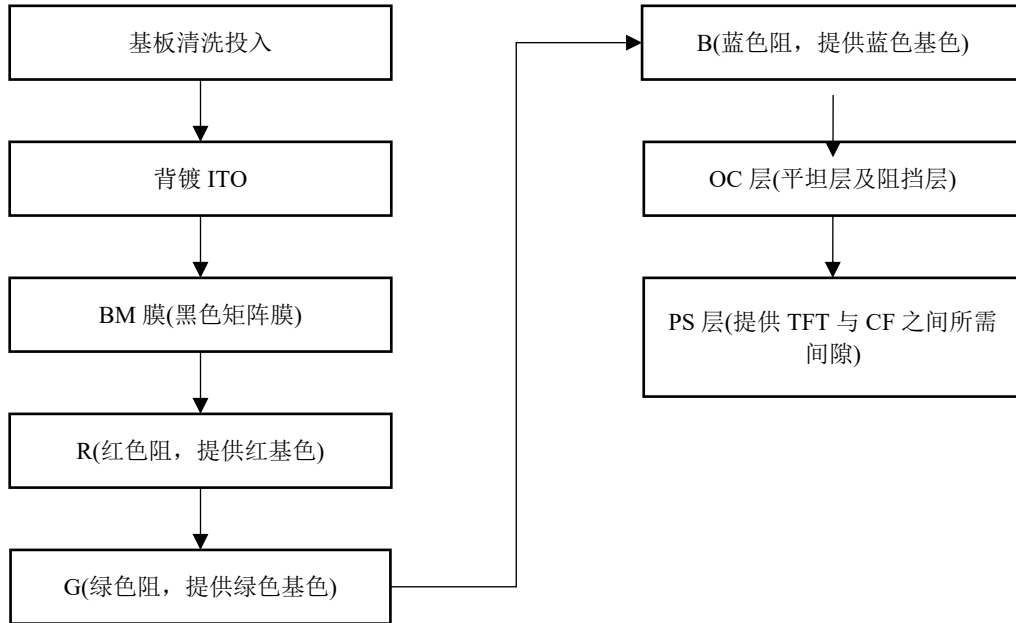 基板清洗投入
背镀 ITO
BM 膜(黑色矩阵膜)
R(红色阻，提供红基色)
G(绿色阻，提供绿色基色)
B(蓝色阻，提供蓝色基色)
OC 层(平坦层及阻挡层)
PS 层(提供 TFT 与 CF 之间所需
间隙)